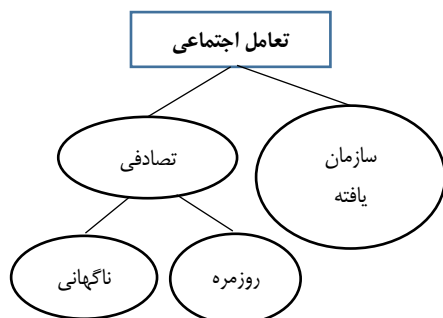 تعامل اجتماعی
سازمان
یافته
تصادفی
روزمره
ناگهانی